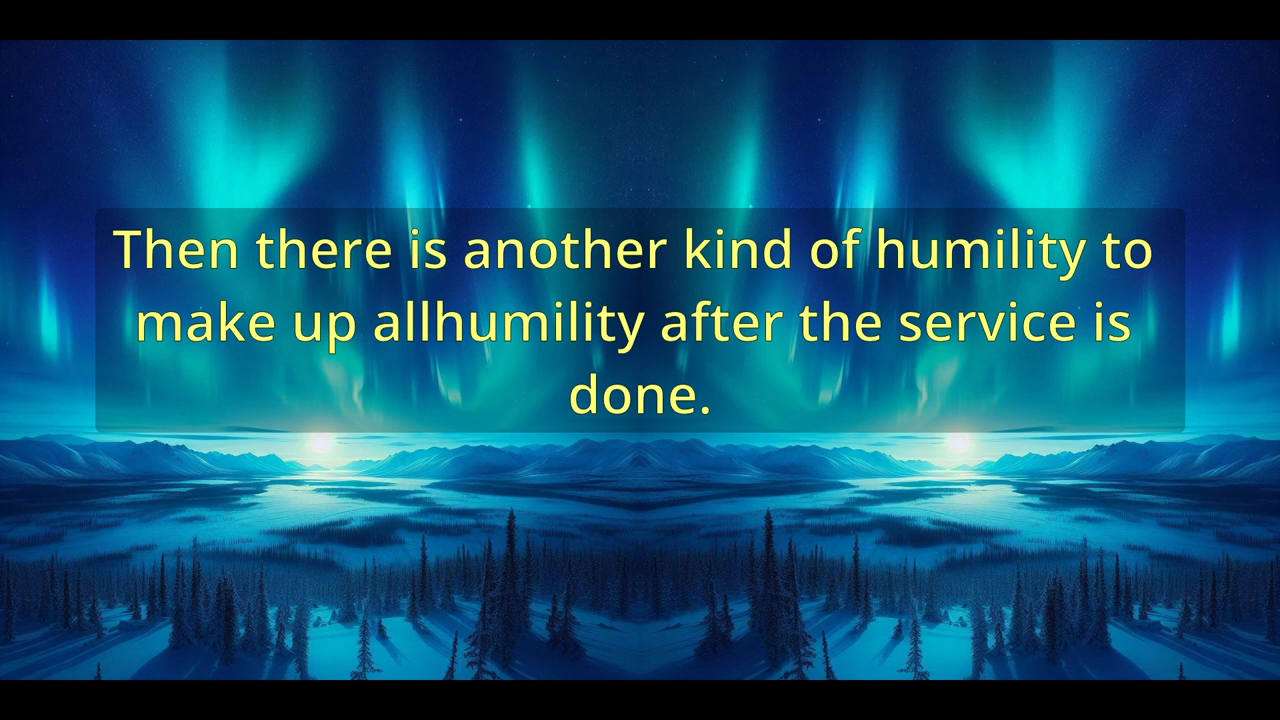 Then there is another kind of humility to
make up allhumility after the service is
done.